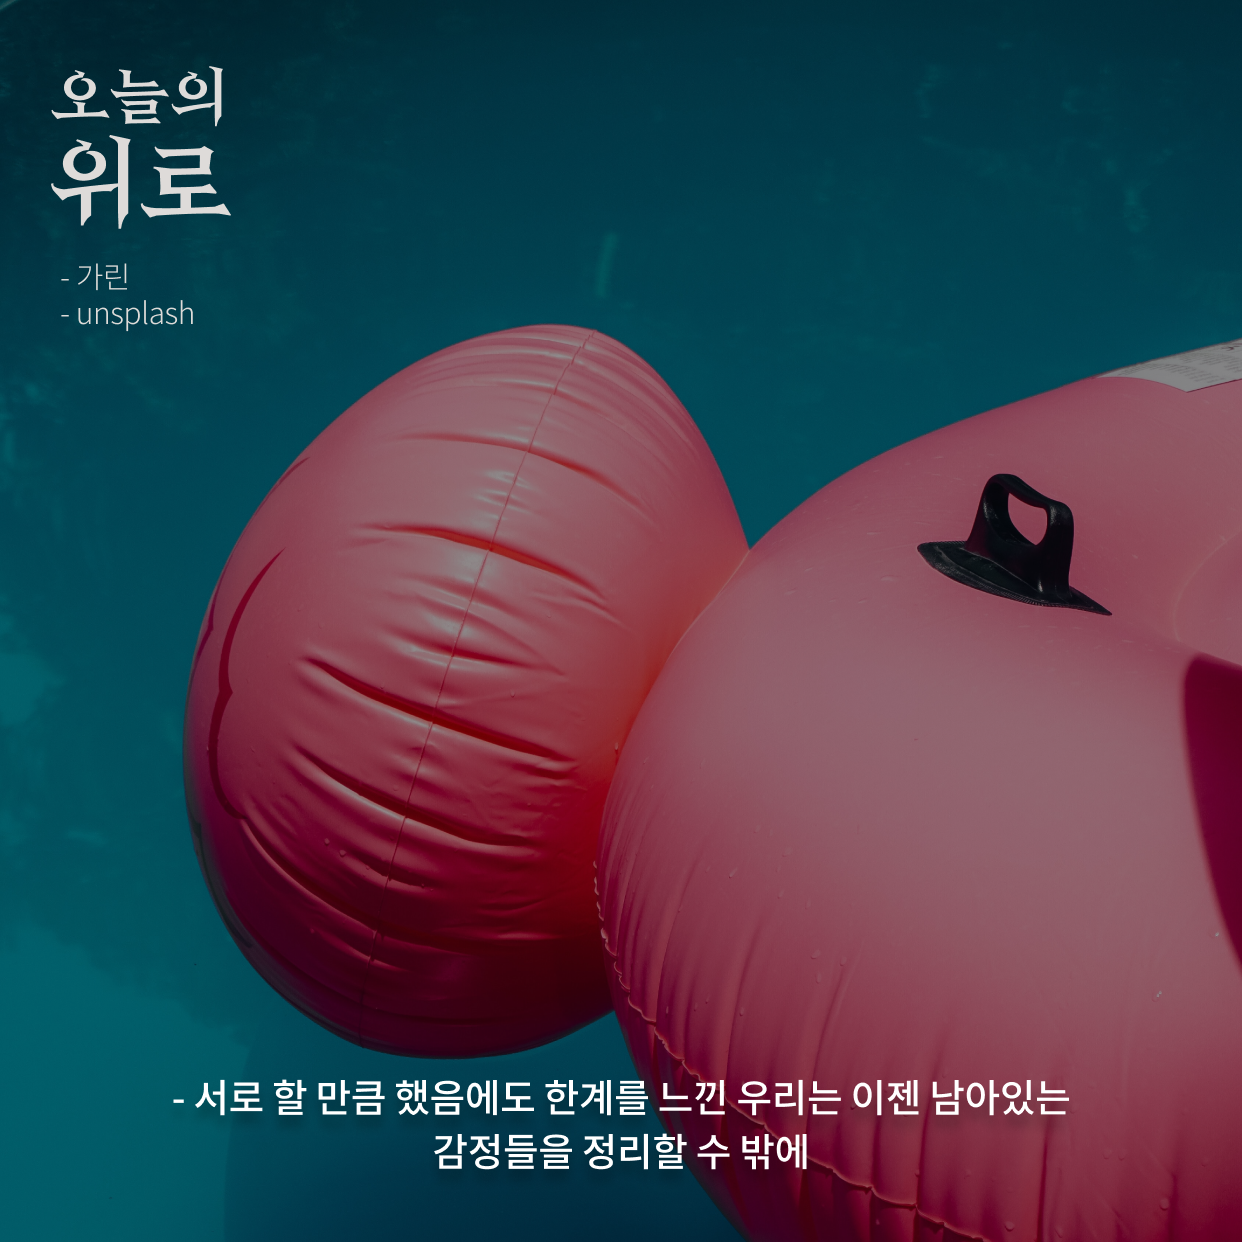 오늘의
위로
- 가린
- unsplash
- 서로 할 만큼 했음에도 한계를 느낀 우리는 이젠 남아있는
감정들을 정리할 수 밖에